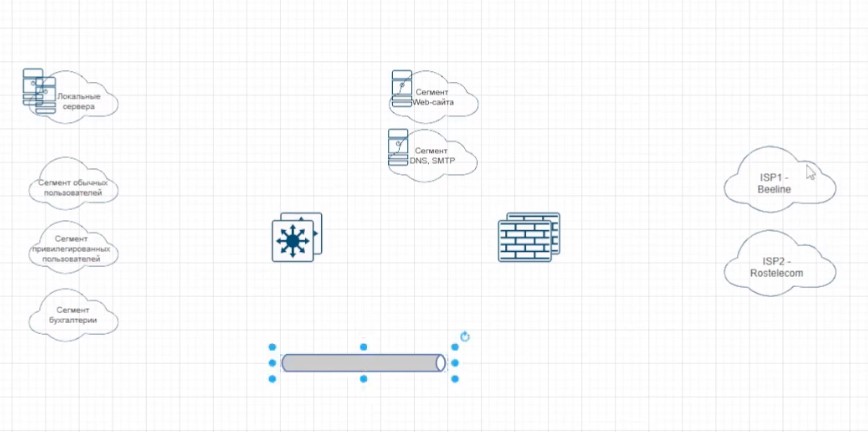 Локальные
сервера
Сегмент
Web-сайта
Сегмент
DNS, SMTP
Сегмент обычных
пользователей
Сегмент
привилегированных
пользователей
Сегмент
бухгалтерии
ISP1 -
Beeline
ISP2 -
Rostelecom